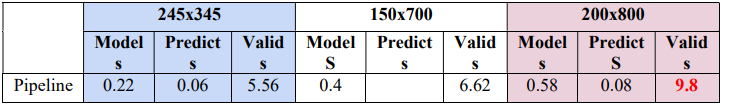 245x345 150x700 200x800
Model Predict Valid Model Predict Valid Model Predict Valid
s s s S s s s S s
Pipeline 0.22 0.06 5.56 0.4 6.62 0.58 0.08 9.8